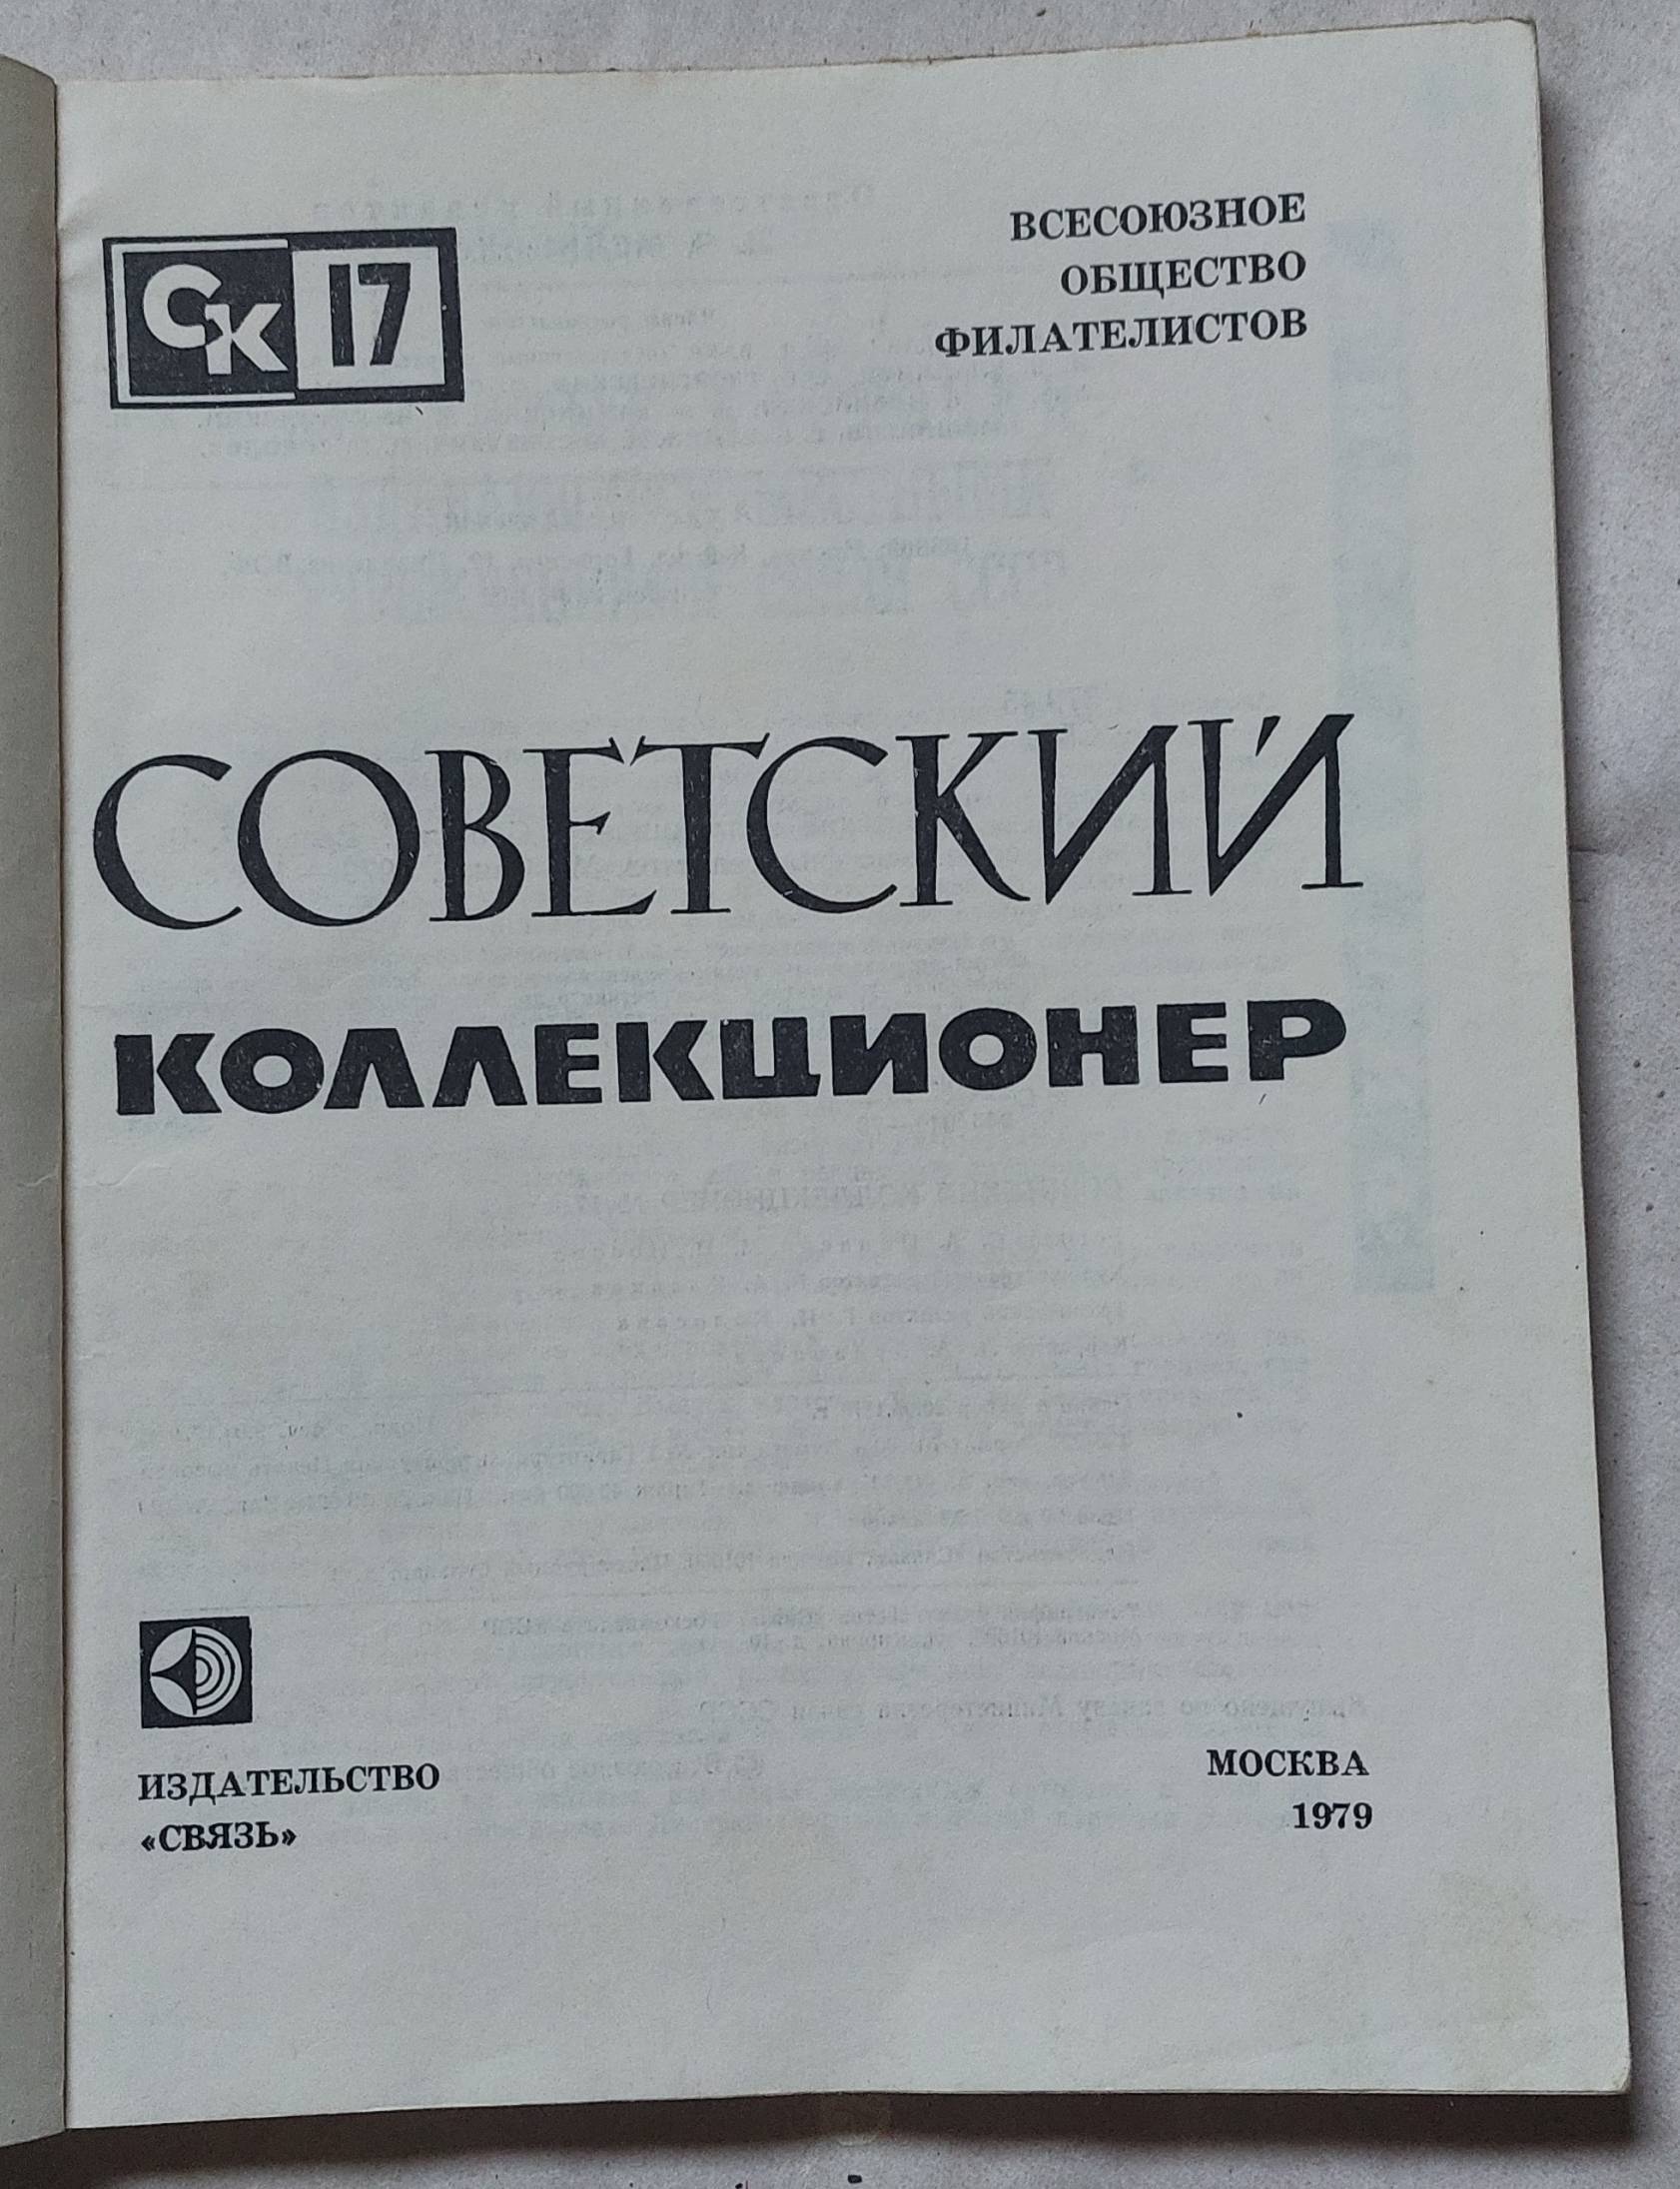 СК 17
ВСЕСОЮЗНОЕ
ОБЩЕСТВО
ФИЛАТЕЛИСТОВ
СОВЕТСКИЙ
КОЛЛЕКЦИОНЕР
ИЗДАТЕЛЬСТВО
«СВЯЗЬ»
МОСКВА
1979